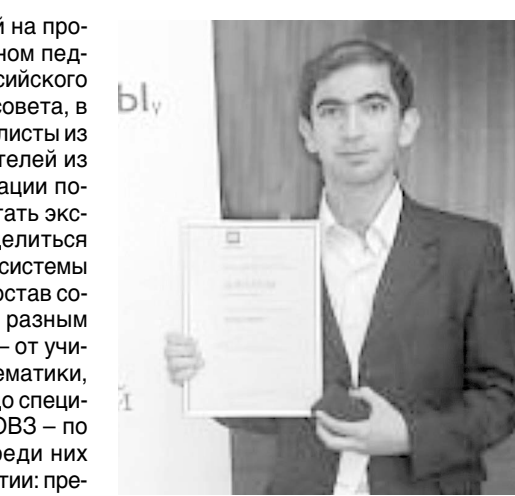 й на про-
ном пед-
сийского
совета, в
листы из
телей из
ации по-
тать экс-
делиться
системы
остав со-
разным
– от учи-
ематики,
до специ-
ОВЗ – по
реди них
тии: пре-
Ы,
й